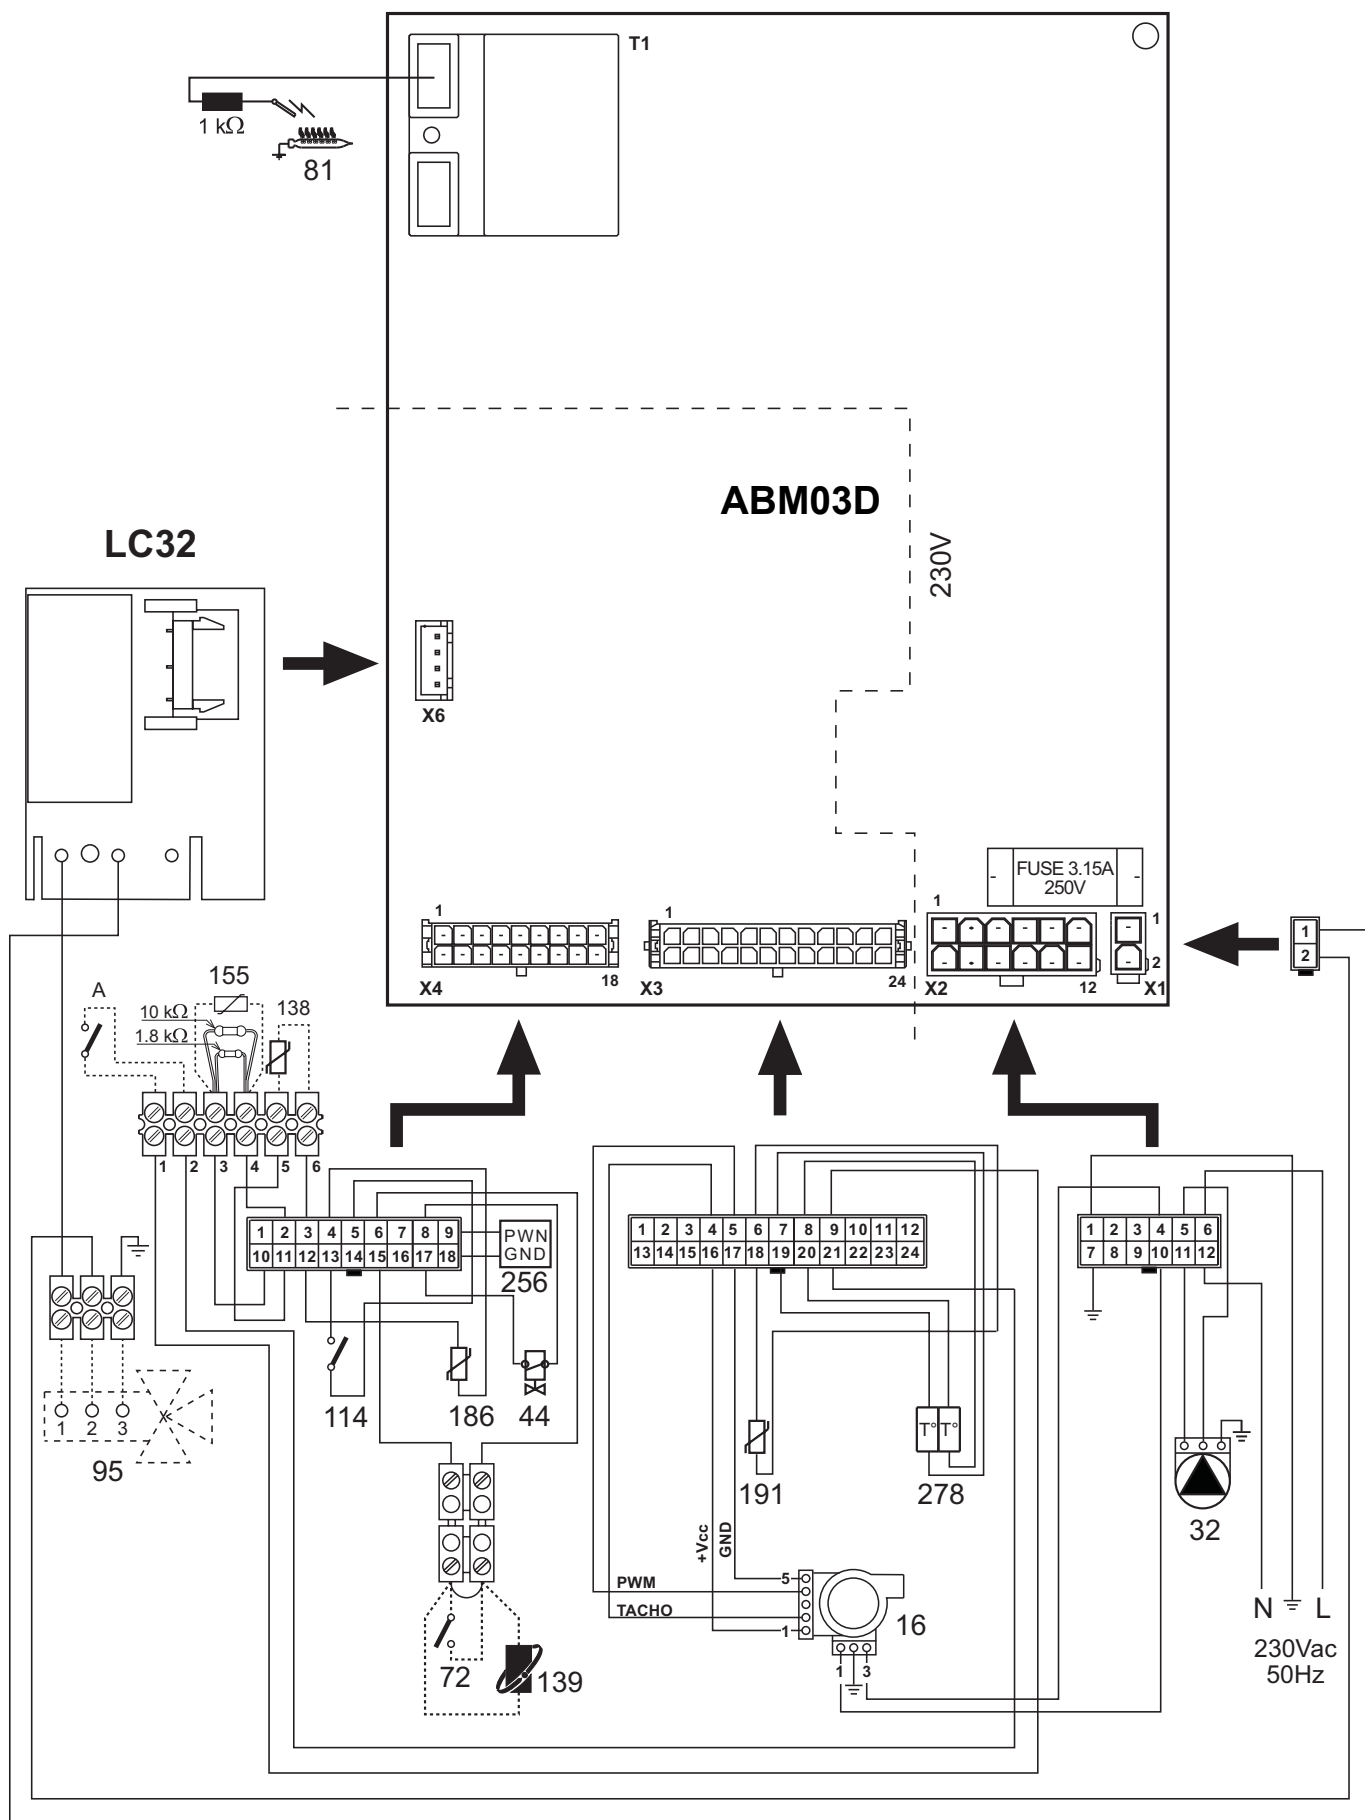 T1
1 kΩ
81
ABM03D
230V
LC32
X6
FUSE 3.15A
250V
1
18
X4
1
24
X3
1
12
X2
1
2
X1
1
2
A
155
10 kΩ
1.8 kΩ
138
1 2 3 4 5 6
1 2 3 4 5 6 7 8 9
10 11 12 13 14 15 16 17 18
PWN
GND
256
1 2 3 4 5 6 7 8 9 10 11 12
13 14 15 16 17 18 19 20 21 22 23 24
1 2 3 4 5 6
7 8 9 10 11 12
114
186
44
1 2 3
X
95
191
T° T°
278
32
+Vcc
GND
PWM
TACHO
5
1
16
1 3
72
139
N L
230Vac
50Hz